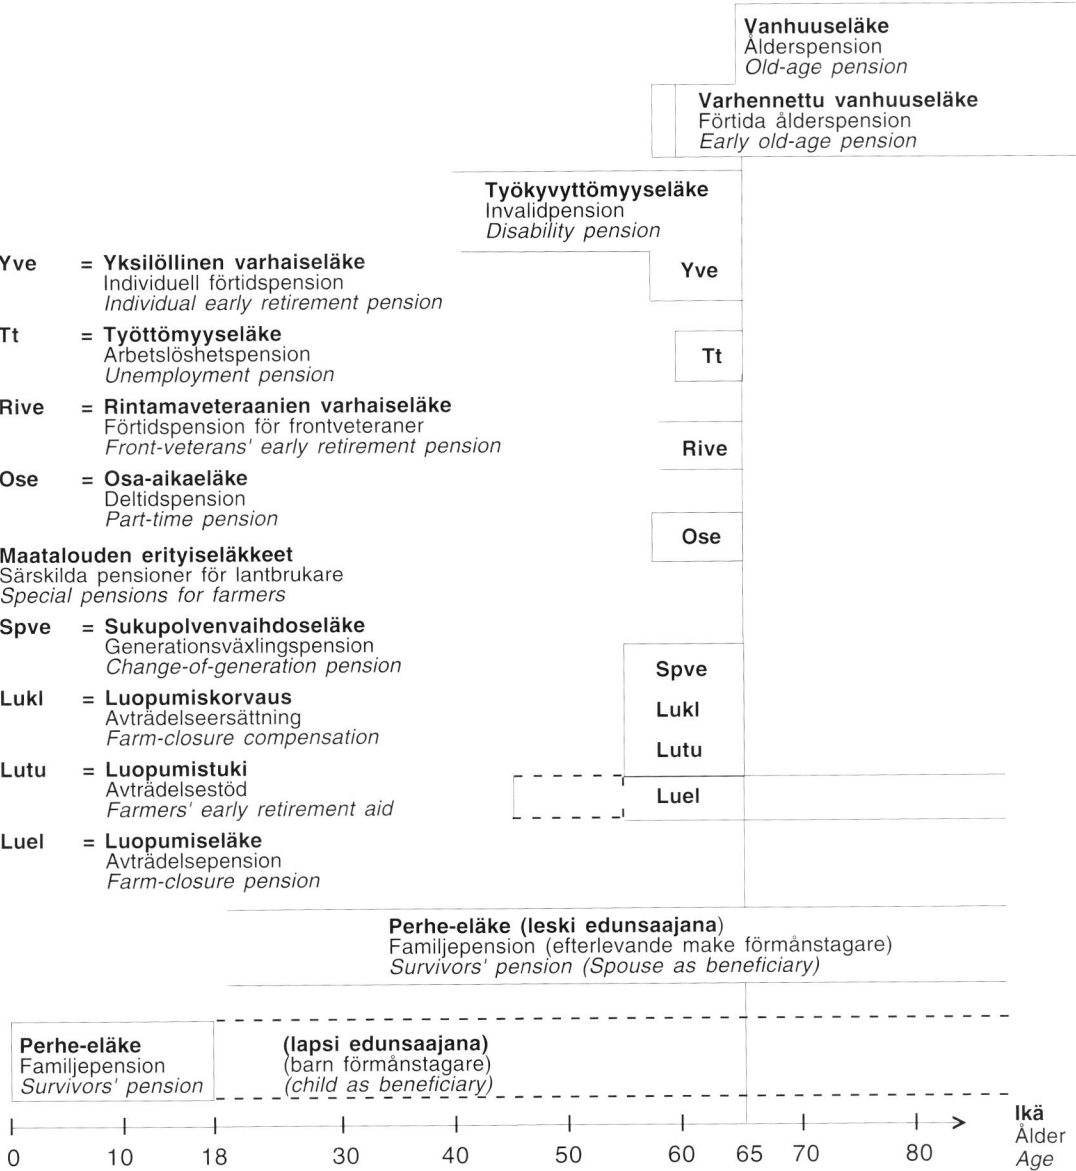 Vanhuuseläke
Ålderspension
Old-age pension
Varhennettu vanhuuseläke
Förtida ålderspension
Early old-age pension
Työkyvyttömyyseläke
Invalidpension
Disability pension
Yve = Yksilöllinen varhaiseläke
Individuell förtidspension
Individual early retirement pension
Yve
Tt = Työttömyyseläke
Arbetslöshetspension
Unemployment pension
Tt
Rive = Rintamaveteraanien varhaiseläke
Förtidspension för frontveteraner
Front-veterans' early retirement pension
Rive
Ose = Osa-aikaeläke
Deltidspension
Part-time pension
Ose
Maatalouden erityiseläkkeet
Särskilda pensioner för lantbrukare
Special pensions for farmers
Spve = Sukupolvenvaihdoseläke
Generationsväxlingspension
Change-of-generation pension
Spve
Lukl = Luopumiskorvaus
Avträdelseersättning
Farm-closure compensation
Lukl
Lutu = Luopumistuki
Avträdelsestöd
Farmers' early retirement aid
Lutu
Luel = Luopumiseläke
Avträdelsepension
Farm-closure pension
Luel
Perhe-eläke (leski edunsaajana)
Familjepension (efterlevande make förmånstagare)
Survivors' pension (Spouse as beneficiary)
Perhe-eläke (lapsi edunsaajana)
Familjepension (barn förmånstagare)
Survivors' pension (child as beneficiary)
0 10 18 30 40 50 60 65 70 80
Ikä
Ålder
Age